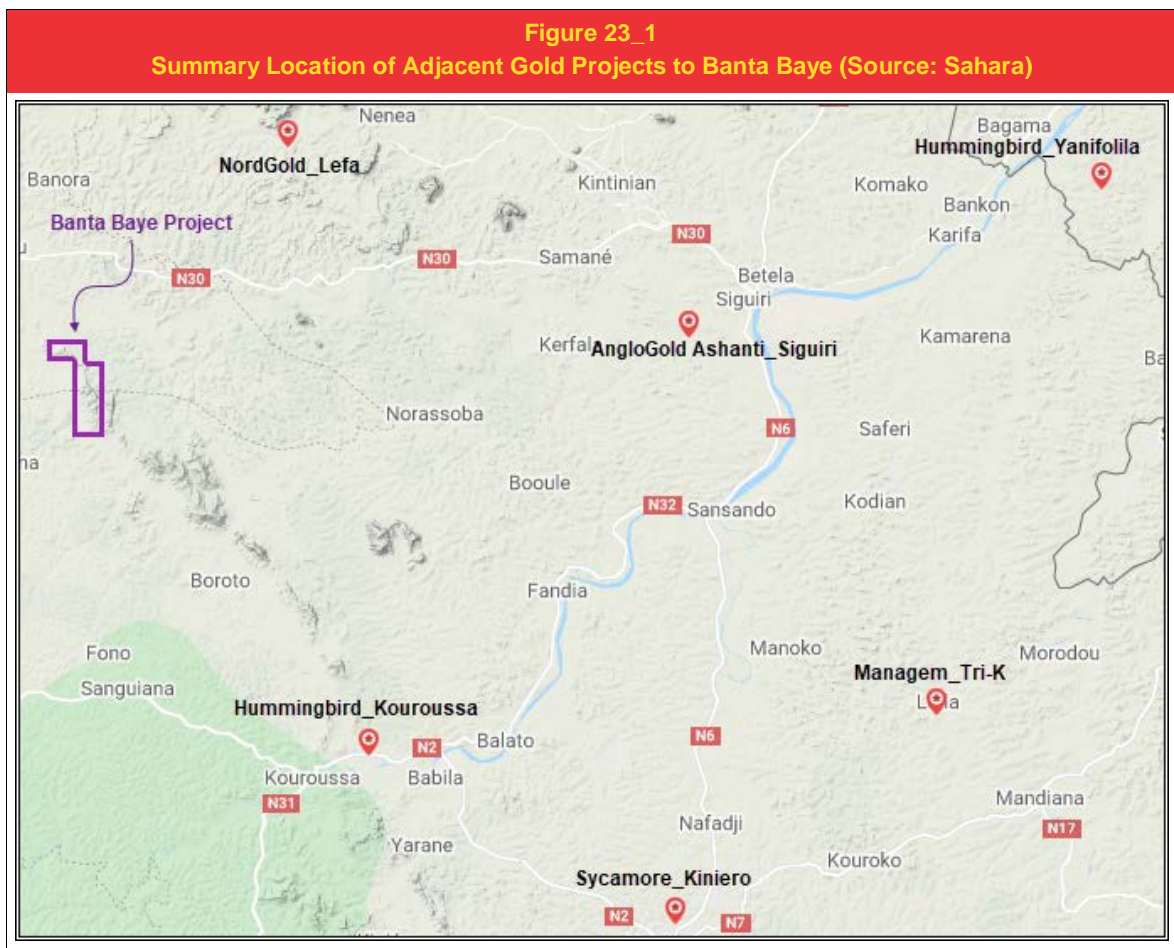 Figure 23_1
Summary Location of Adjacent Gold Projects to Banta Baye (Source: Sahara)
Nenea
Bagama
NordGold_Lefa
Hummingbird_Yanifolila
Banora
Kintinian
Komako
Bankon
Banta Baye Project
N30
Karifa
N30
Samané
N30
Betela
Siguiri
Kerfala
AngloGold Ashanti_Siguiri
Kamarena
Ba
Norassoba
N6
Saferi
na
Booule
N32
Sansando
Kodian
Boroto
Fandia
Fono
Manoko
Morodou
Sanguiana
Managem_Tri-K
Hummingbird_Kouroussa
N2
Balato
N6
Kouroussa
Babila
N31
Mandiana
Nafadji
N17
Yarane
Kouroko
Sycamore_Kiniero
N2
N7